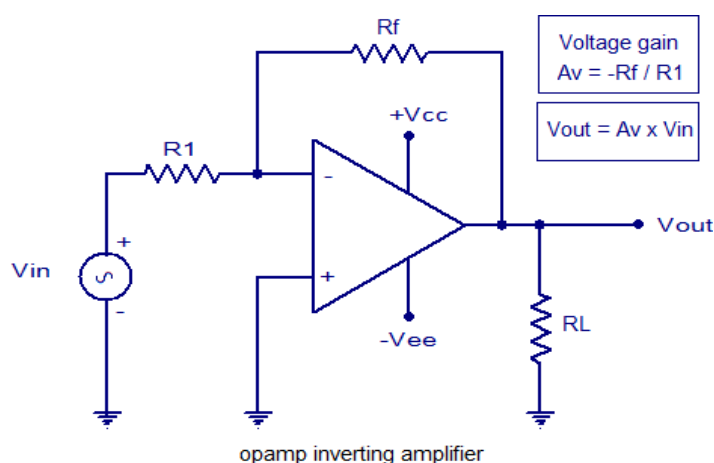 Rf
Voltage gain
Av = -Rf / R1
+Vcc
Vout = Av x Vin
R1
-
Vout
+
Vin
S
+
-
-Vee
RL
opamp inverting amplifier